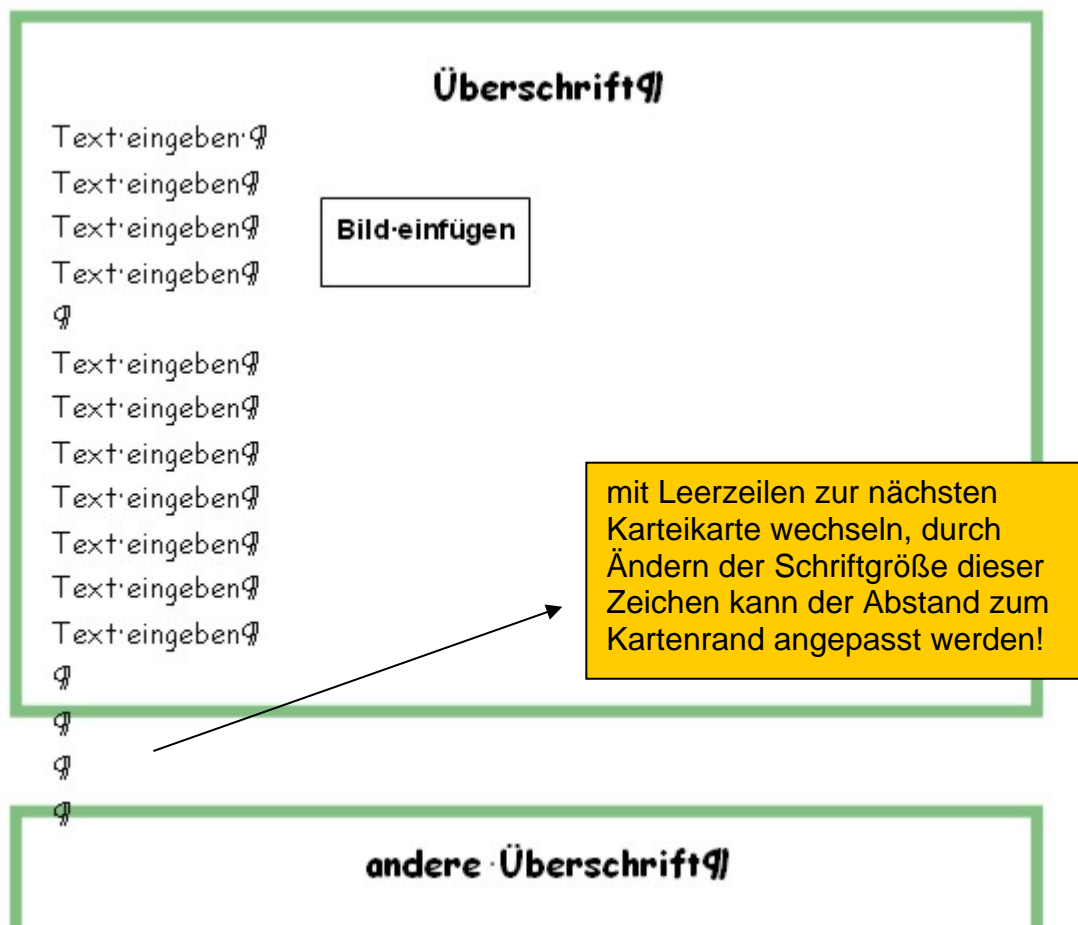 Überschrift¶
Text·eingeben·¶
Text·eingeben¶
Text·eingeben¶
Text·eingeben¶
Bild·einfügen
¶
Text·eingeben¶
Text·eingeben¶
Text·eingeben¶
Text·eingeben¶
Text·eingeben¶
Text·eingeben¶
Text·eingeben¶
¶
¶
¶
¶
mit Leerzeilen zur nächsten
Karteikarte wechseln, durch
Ändern der Schriftgröße dieser
Zeichen kann der Abstand zum
Kartenrand angepasst werden!
andere·Überschrift¶